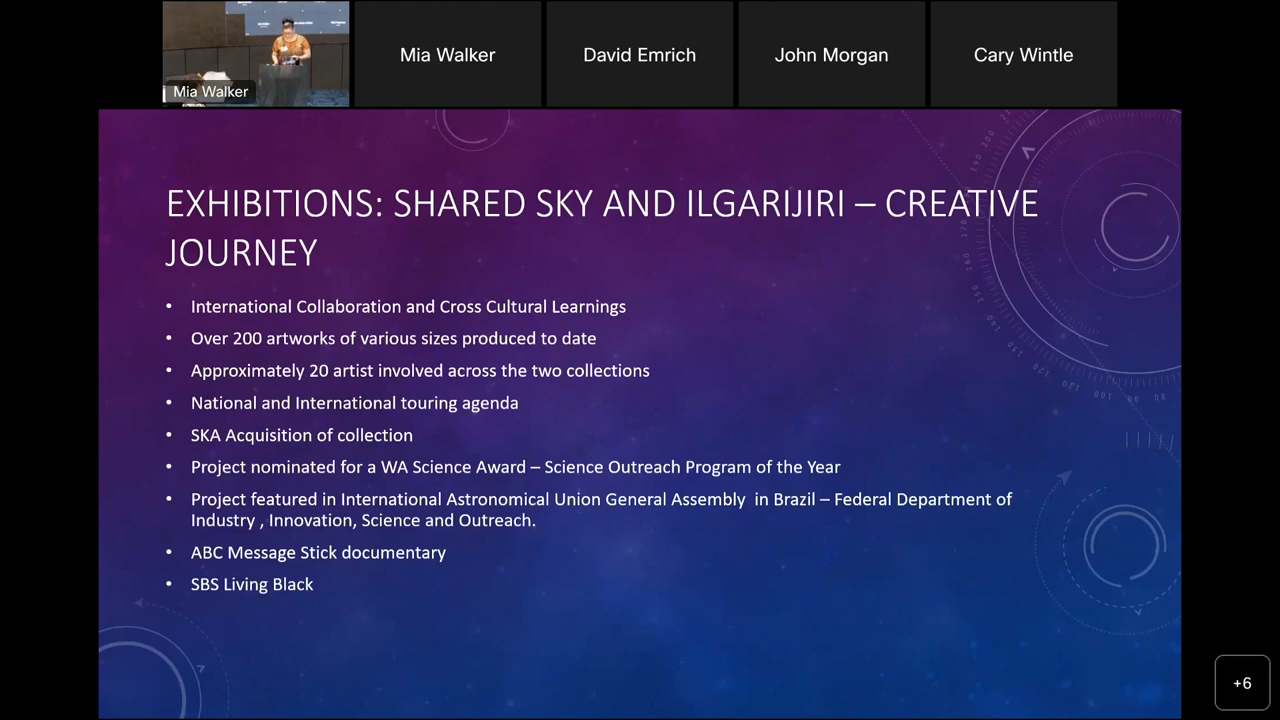 Mia Walker
Mia Walker
David Emrich
John Morgan
Cary Wintle
EXHIBITIONS: SHARED SKY AND ILGARIJIRI – CREATIVE
JOURNEY
• International Collaboration and Cross Cultural Learnings
• Over 200 artworks of various sizes produced to date
• Approximately 20 artist involved across the two collections
• National and International touring agenda
• SKA Acquisition of collection
• Project nominated for a WA Science Award – Science Outreach Program of the Year
• Project featured in International Astronomical Union General Assembly  in Brazil – Federal Department of
Industry , Innovation, Science and Outreach.
• ABC Message Stick documentary
• SBS Living Black
+6